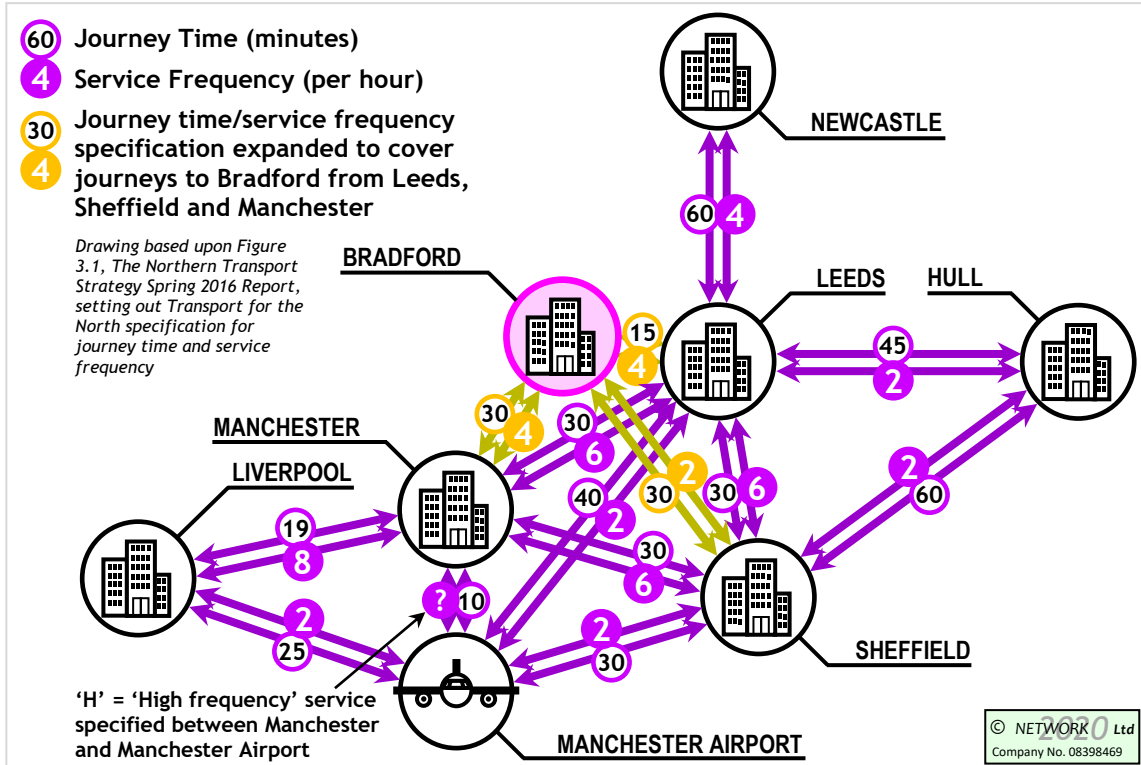 60 Journey Time (minutes)
4 Service Frequency (per hour)
30 Journey time/service frequency
4 specification expanded to cover
journeys to Bradford from Leeds,
Sheffield and Manchester
Drawing based upon Figure
3.1, The Northern Transport
Strategy Spring 2016 Report,
setting out Transport for the
North specification for
journey time and service
frequency
NEWCASTLE
60 4
BRADFORD
LEEDS
HULL
15
4
45
2
30 4
30
6
MANCHESTER
LIVERPOOL
40
2
30 2
30 6
2
60
19
8
30
6
? 10
2
25
2
30
SHEFFIELD
'H' = 'High frequency' service
specified between Manchester
and Manchester Airport
MANCHESTER AIRPORT
© NETWORK 2020 Ltd
Company No. 08398469